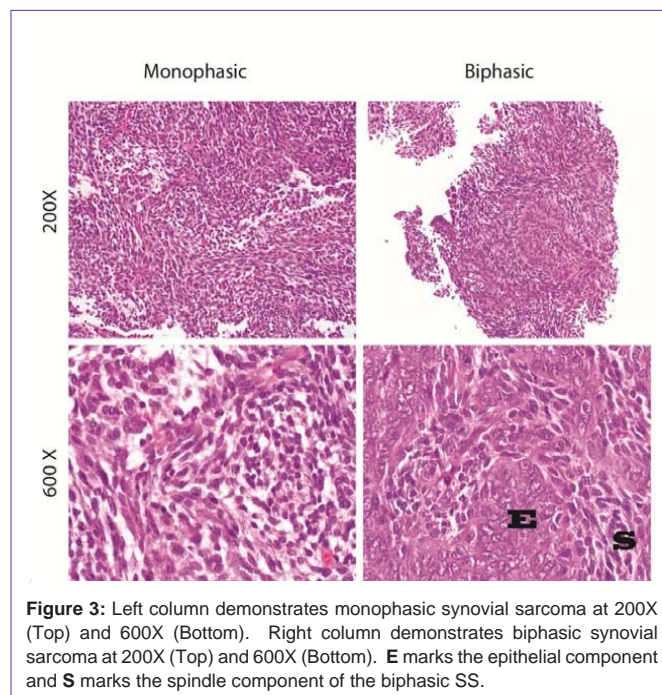 Monophasic
Biphasic
200X
600 X
E
S
Figure 3: Left column demonstrates monophasic synovial sarcoma at 200X
(Top) and 600X (Bottom). Right column demonstrates biphasic synovial
sarcoma at 200X (Top) and 600X (Bottom). E marks the epithelial component
and S marks the spindle component of the biphasic SS.